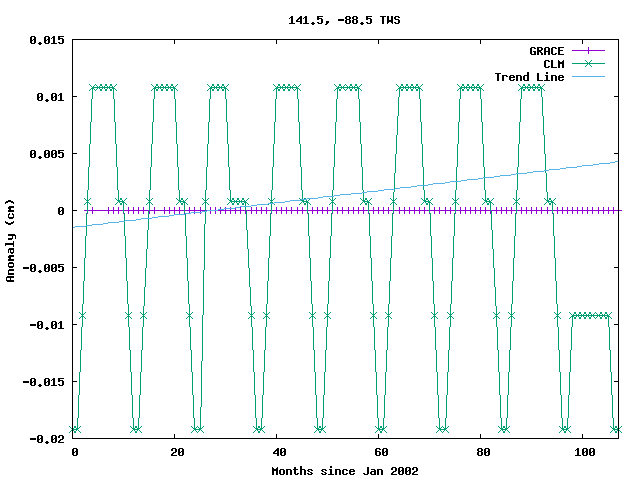 141.5, -88.5 TWS
GRACE
CLM
Trend Line
0.015
0.01
0.005
0
-0.005
-0.01
-0.015
-0.02
Anomaly (cm)
0 20 40 60 80 100
Months since Jan 2002